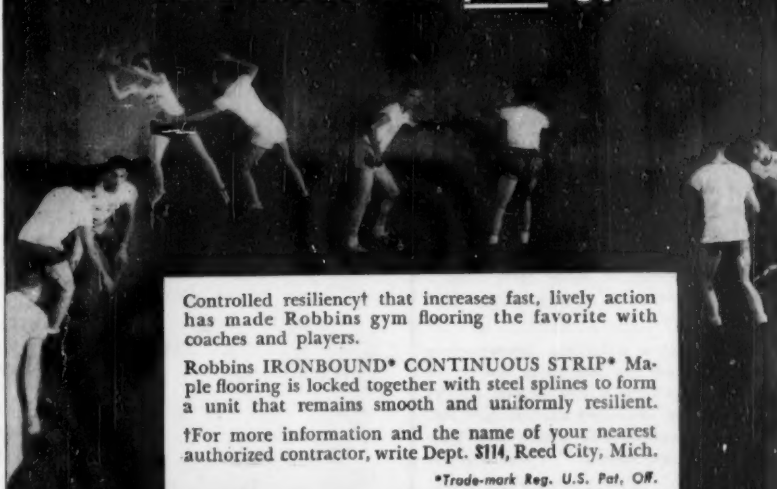 Controlled resiliency† that increases fast, lively action
has made Robbins gym flooring the favorite with
coaches and players.
Robbins IRONBOUND* CONTINUOUS STRIP* Ma-
ple flooring is locked together with steel splines to form
a unit that remains smooth and uniformly resilient.
†For more information and the name of your nearest
authorized contractor, write Dept. S114, Reed City, Mich.
*Trade-mark Reg. U.S. Pat. Off.